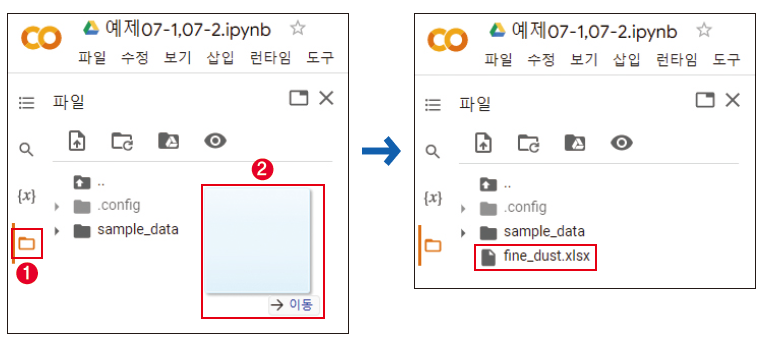 예제07-1,07-2.ipynb
파일 수정 보기 삽입 런타임 도구
파일
{x}
..
.config
sample_data
❶
❷
이동
예제07-1,07-2.ipynb
파일 수정 보기 삽입 런타임 도구
파일
{x}
..
.config
sample_data
fine_dust.xlsx